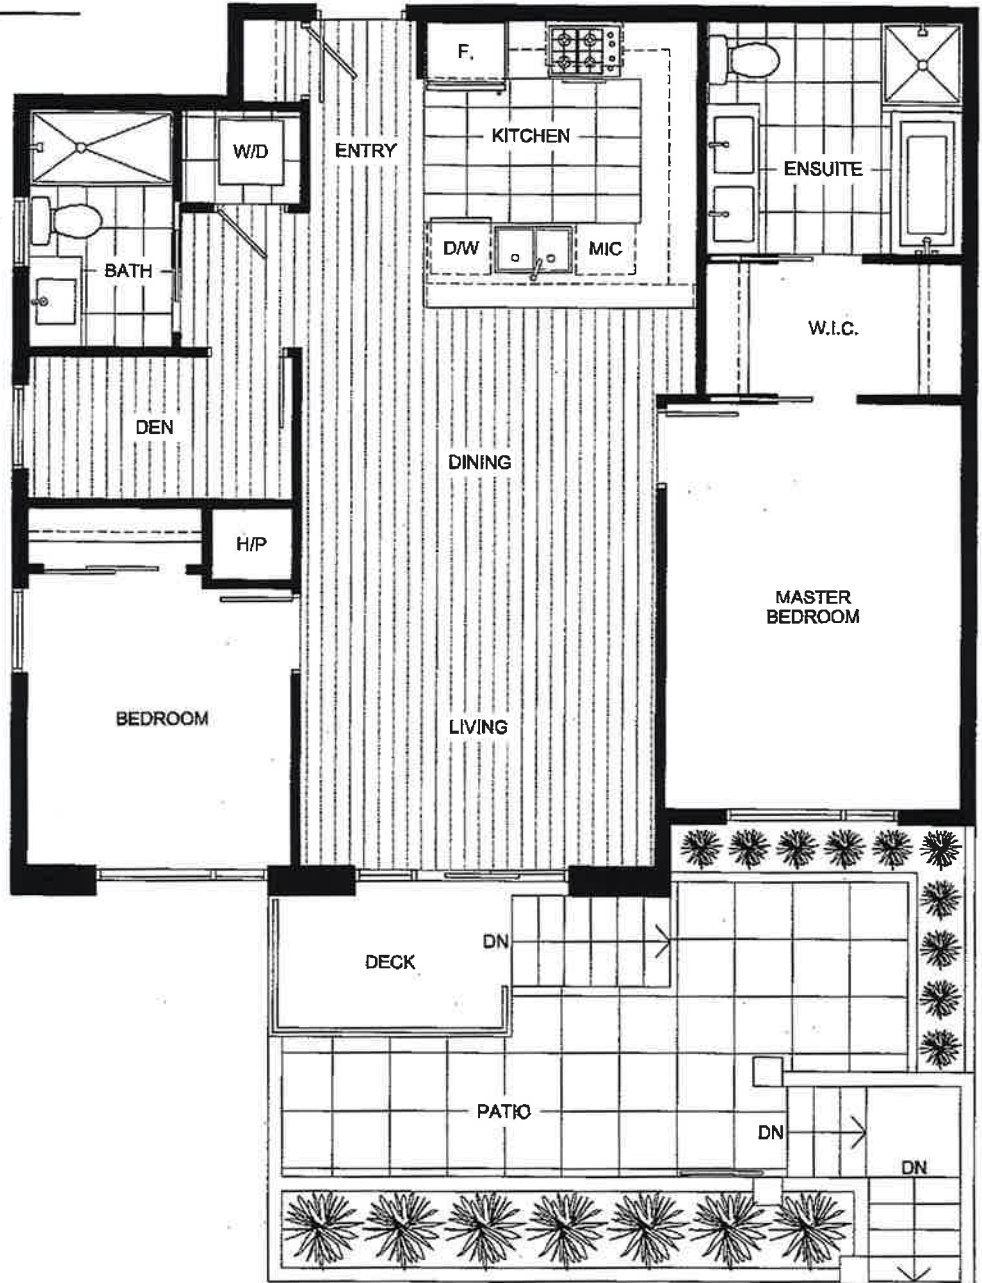 F.
KITCHEN
W/D
ENTRY
ENSUITE
BATH
D/W
MIC
W.I.C.
DEN
DINING
H/P
MASTER
BEDROOM
BEDROOM
LIVING
DN
DECK
PATIO
DN
DN